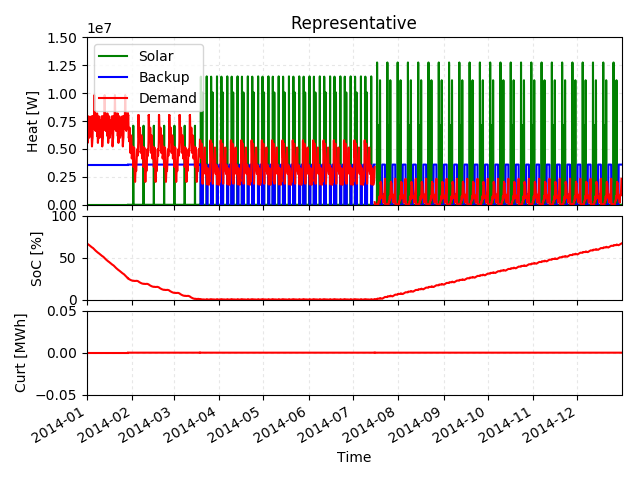 Representative
1e7
1.50
1.25
1.00
0.75
0.50
0.25
0.00
Heat [W]
Solar
Backup
Demand
100
50
0
SoC [%]
0.05
0.00
−0.05
Curt [MWh]
2014-01
2014-02
2014-03
2014-04
2014-05
2014-06
2014-07
2014-08
2014-09
2014-10
2014-11
2014-12
Time